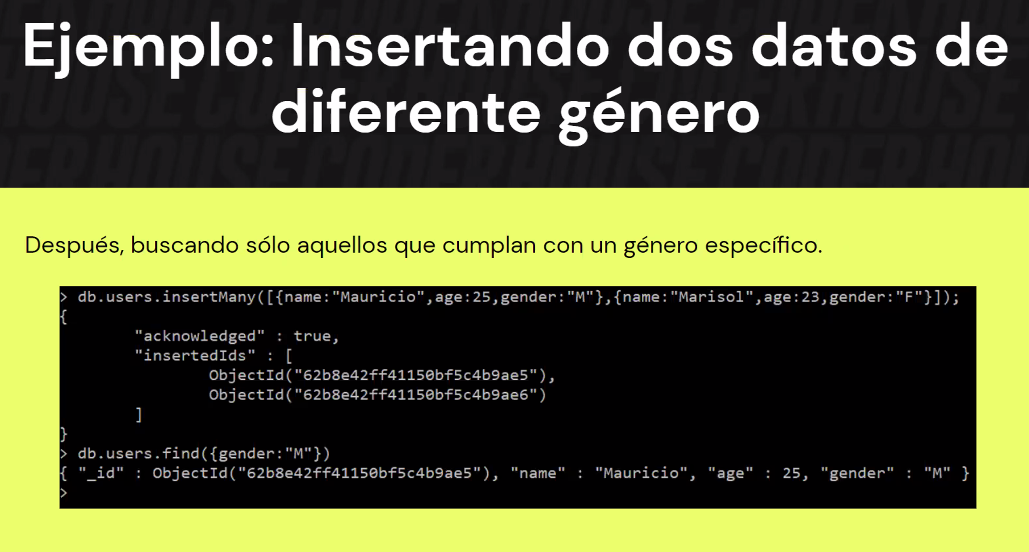 Ejemplo: Insertando dos datos de
diferente género
Después, buscando sólo aquellos que cumplan con un género específico.
> db.users.insertMany([{name:"Mauricio",age:25,gender:"M"},{name:"Marisol",age:23,gender:"F"}]);
{
        "acknowledged" : true,
        "insertedIds" : [
                ObjectId("62b8e42ff41150bf5c4b9ae5"),
                ObjectId("62b8e42ff41150bf5c4b9ae6")
        ]
}
> db.users.find({gender:"M"})
{ "_id" : ObjectId("62b8e42ff41150bf5c4b9ae5"), "name" : "Mauricio", "age" : 25, "gender" : "M" }
>